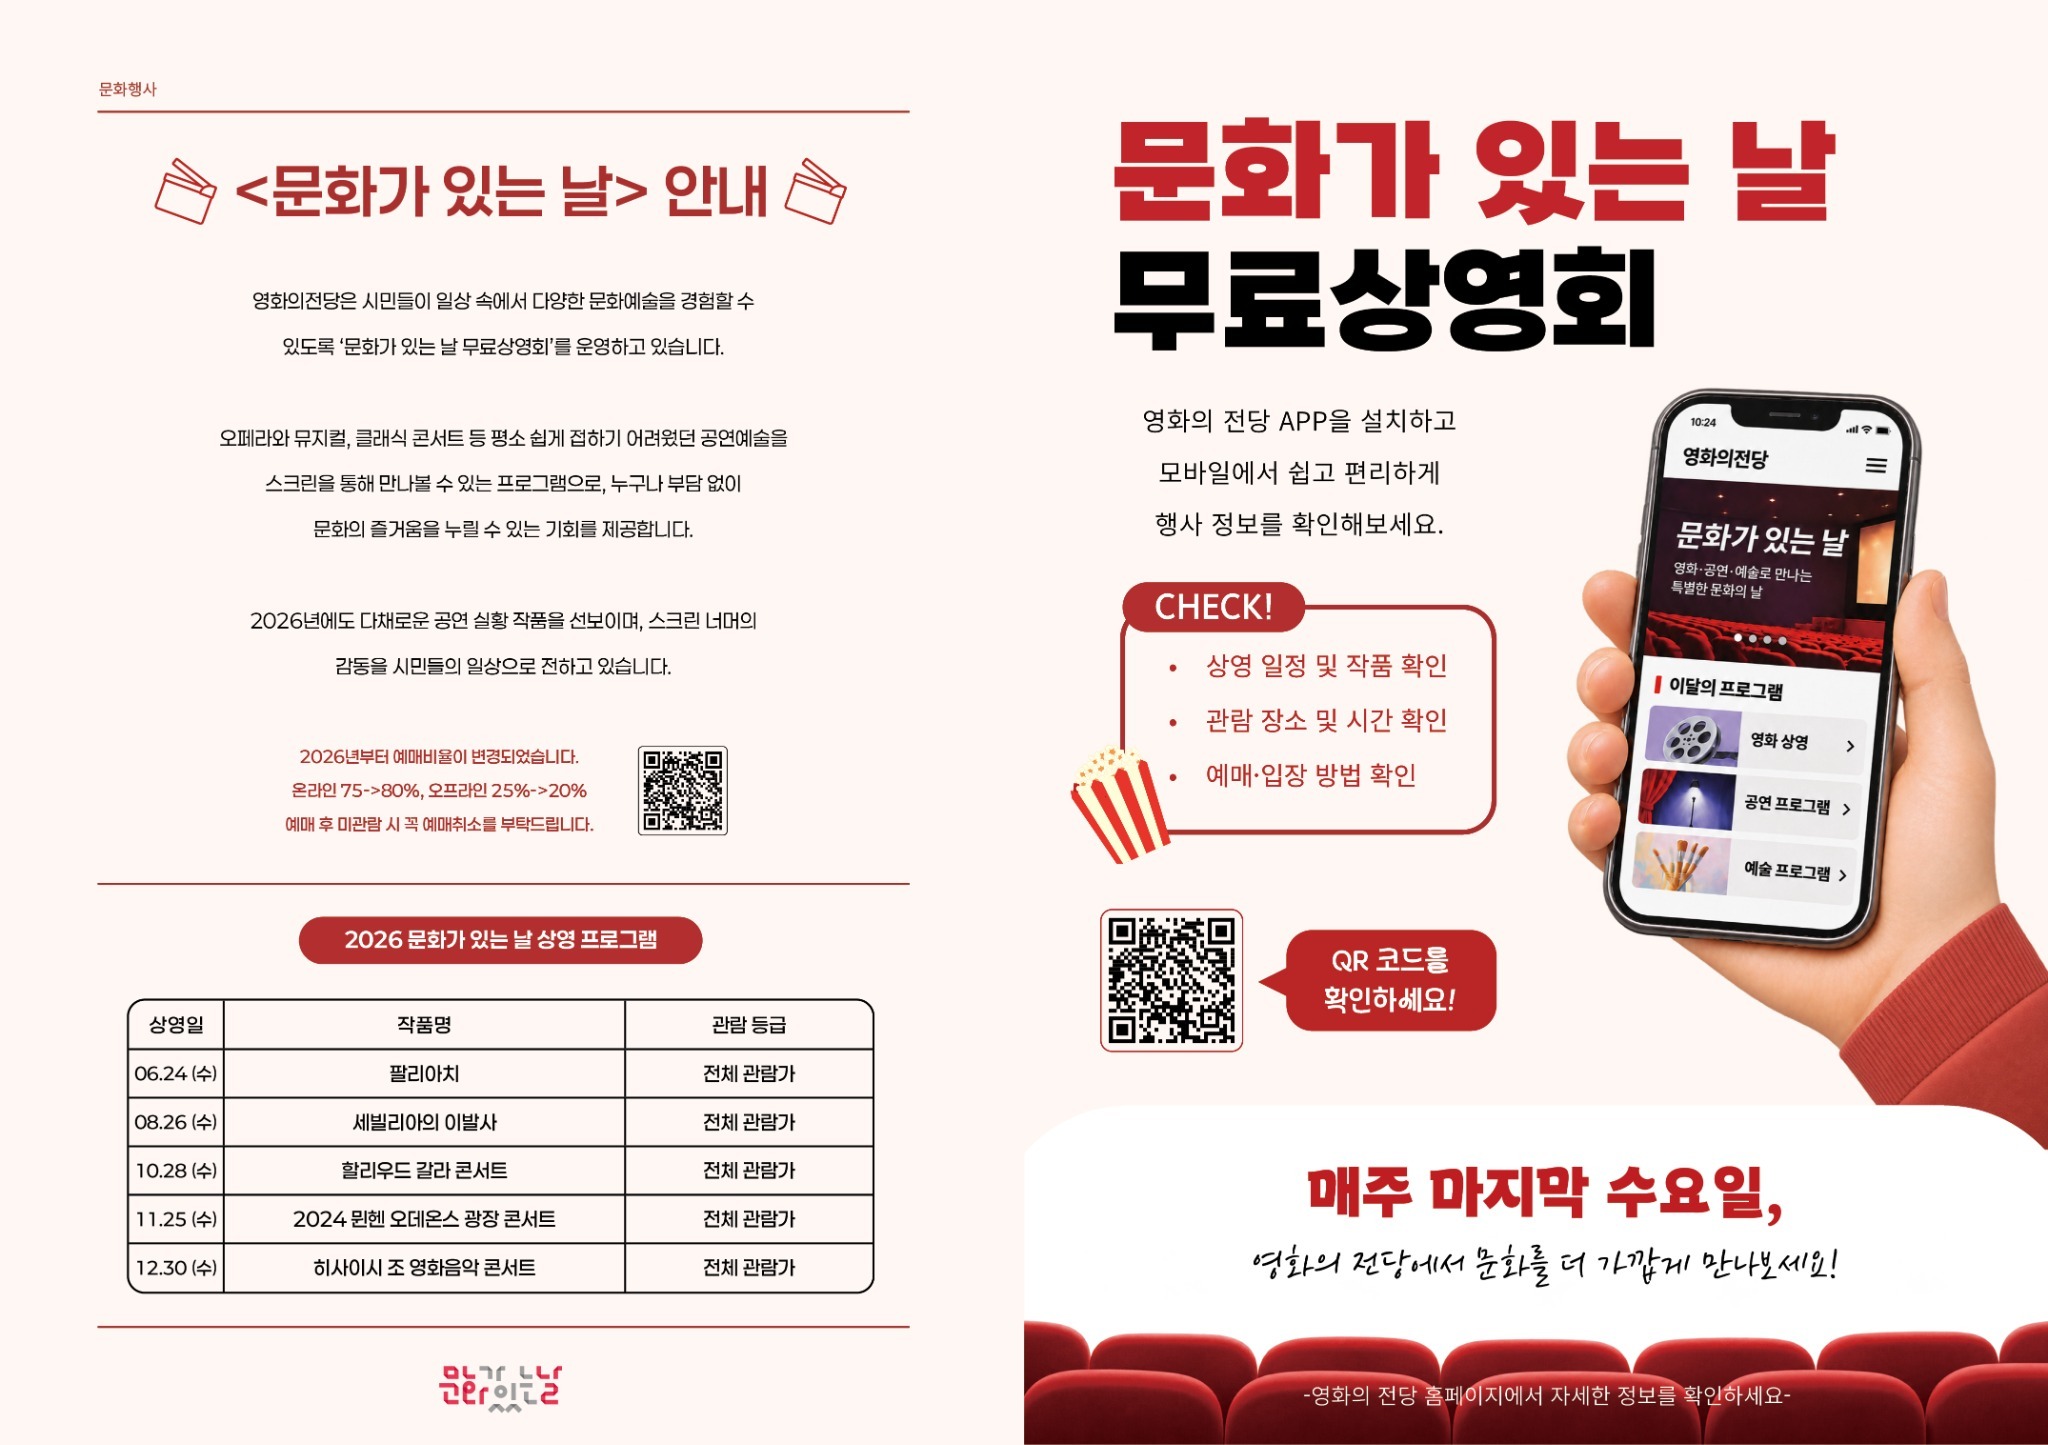 문화행사
<문화가 있는 날> 안내
영화의전당은 시민들이 일상 속에서 다양한 문화예술을 경험할 수
있도록 ‘문화가 있는 날 무료상영회’를 운영하고 있습니다.
오페라와 뮤지컬, 클래식 콘서트 등 평소 쉽게 접하기 어려웠던 공연예술을
스크린을 통해 만나볼 수 있는 프로그램으로, 누구나 부담 없이
문화의 즐거움을 누릴 수 있는 기회를 제공합니다.
2026년에도 다채로운 공연 실황 작품을 선보이며, 스크린 너머의
감동을 시민들의 일상으로 전하고 있습니다.
2026년부터 예매비율이 변경되었습니다.
온라인 75->80%, 오프라인 25%->20%
예매 후 미관람 시 꼭 예매취소를 부탁드립니다.
2026 문화가 있는 날 상영 프로그램
상영일 작품명 관람 등급
06.24 (수) 팔리아치 전체 관람가
08.26 (수) 세빌리아의 이발사 전체 관람가
10.28 (수) 할리우드 갈라 콘서트 전체 관람가
11.25 (수) 2024 뮌헨 오데온스 광장 콘서트 전체 관람가
12.30 (수) 히사이시 조 영화음악 콘서트 전체 관람가
문화가 있는 날
문화가 있는 날
무료상영회
영화의 전당 APP을 설치하고
모바일에서 쉽고 편리하게
행사 정보를 확인해보세요.
CHECK!
• 상영 일정 및 작품 확인
• 관람 장소 및 시간 확인
• 예매·입장 방법 확인
QR 코드를
확인하세요!
10:24
영화의전당
문화가 있는 날
영화·공연·예술로 만나는
특별한 문화의 날
이달의 프로그램
영화 상영
공연 프로그램
예술 프로그램
매주 마지막 수요일,
영화의 전당에서 문화를 더 가깝게 만나보세요!
-영화의 전당 홈페이지에서 자세한 정보를 확인하세요-